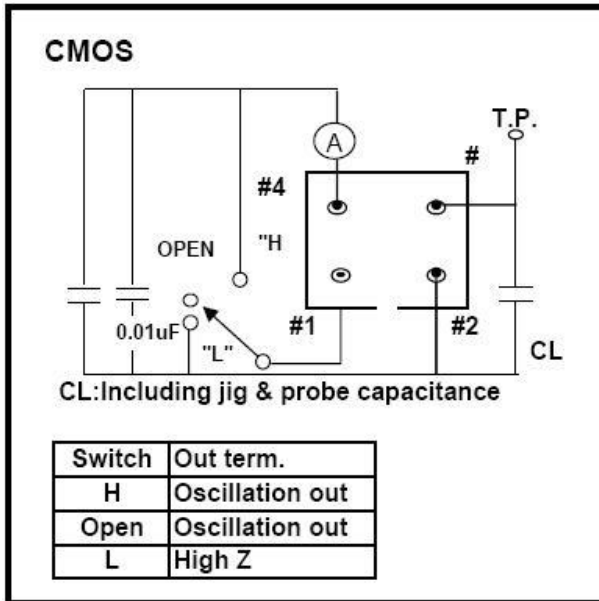 CMOS
T.P.
A
#
#4
OPEN
"H
0.01uF
"L"
#1
#2
CL
CL:Including jig & probe capacitance
Switch Out term.
H Oscillation out
Open Oscillation out
L High Z